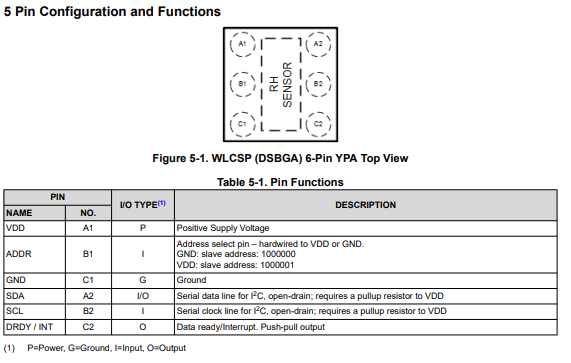 5 Pin Configuration and Functions
A1
A2
B1
RH
SENSOR
B2
C1
C2
Figure 5-1. WLCSP (DSBGA) 6-Pin YPA Top View
Table 5-1. Pin Functions
PIN
I/O TYPE(1)
DESCRIPTION
NAME
NO.
VDD A1 P Positive Supply Voltage
ADDR B1 I Address select pin – hardwired to VDD or GND.
GND: slave address: 1000000
VDD: slave address: 1000001
GND C1 G Ground
SDA A2 I/O Serial data line for I2C, open-drain; requires a pullup resistor to VDD
SCL B2 I Serial clock line for I2C, open-drain; requires a pullup resistor to VDD
DRDY / INT C2 O Data ready/Interrupt. Push-pull output
(1) P=Power, G=Ground, I=Input, O=Output